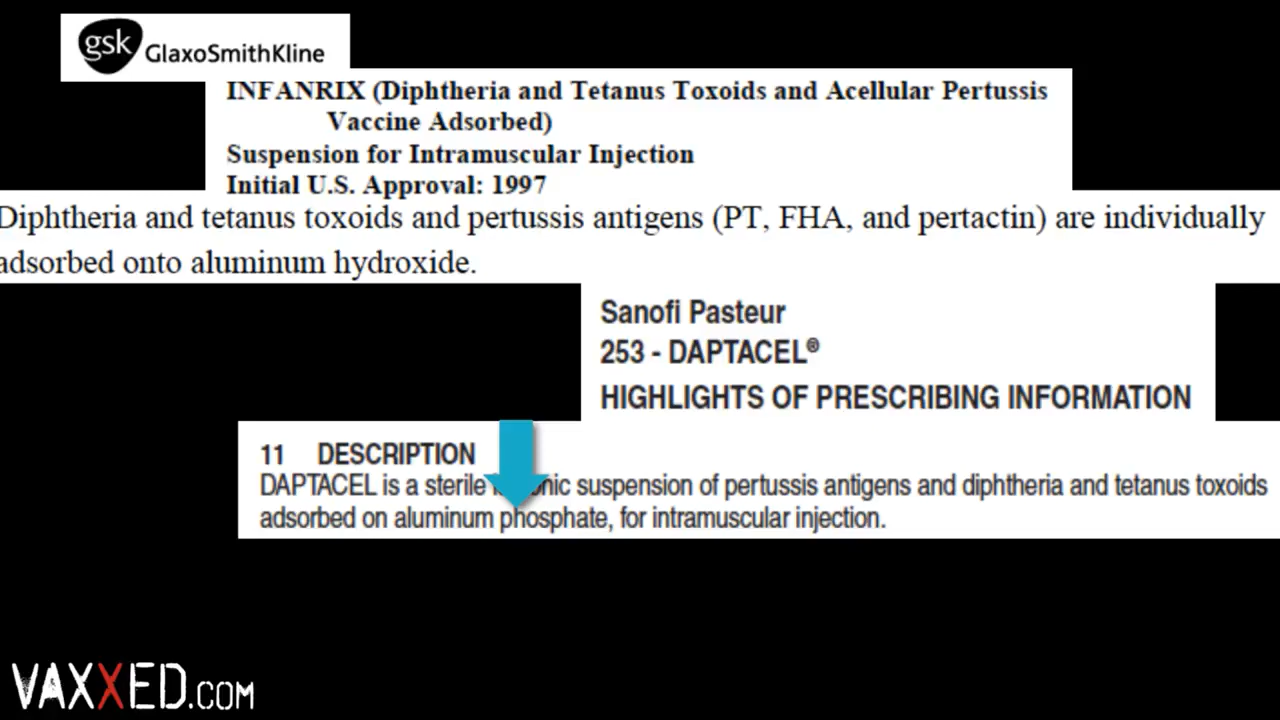 gsk GlaxoSmithKline
INFANRIX (Diphtheria and Tetanus Toxoids and Acellular Pertussis
Vaccine Adsorbed)
Suspension for Intramuscular Injection
Initial U.S. Approval: 1997
Diphtheria and tetanus toxoids and pertussis antigens (PT, FHA, and pertactin) are individually
adsorbed onto aluminum hydroxide.
Sanofi Pasteur
253 - DAPTACEL®
HIGHLIGHTS OF PRESCRIBING INFORMATION
11 DESCRIPTION
DAPTACEL is a sterile suspension of pertussis antigens and diphtheria and tetanus toxoids
adsorbed on aluminum phosphate, for intramuscular injection.
VAXXED.COM